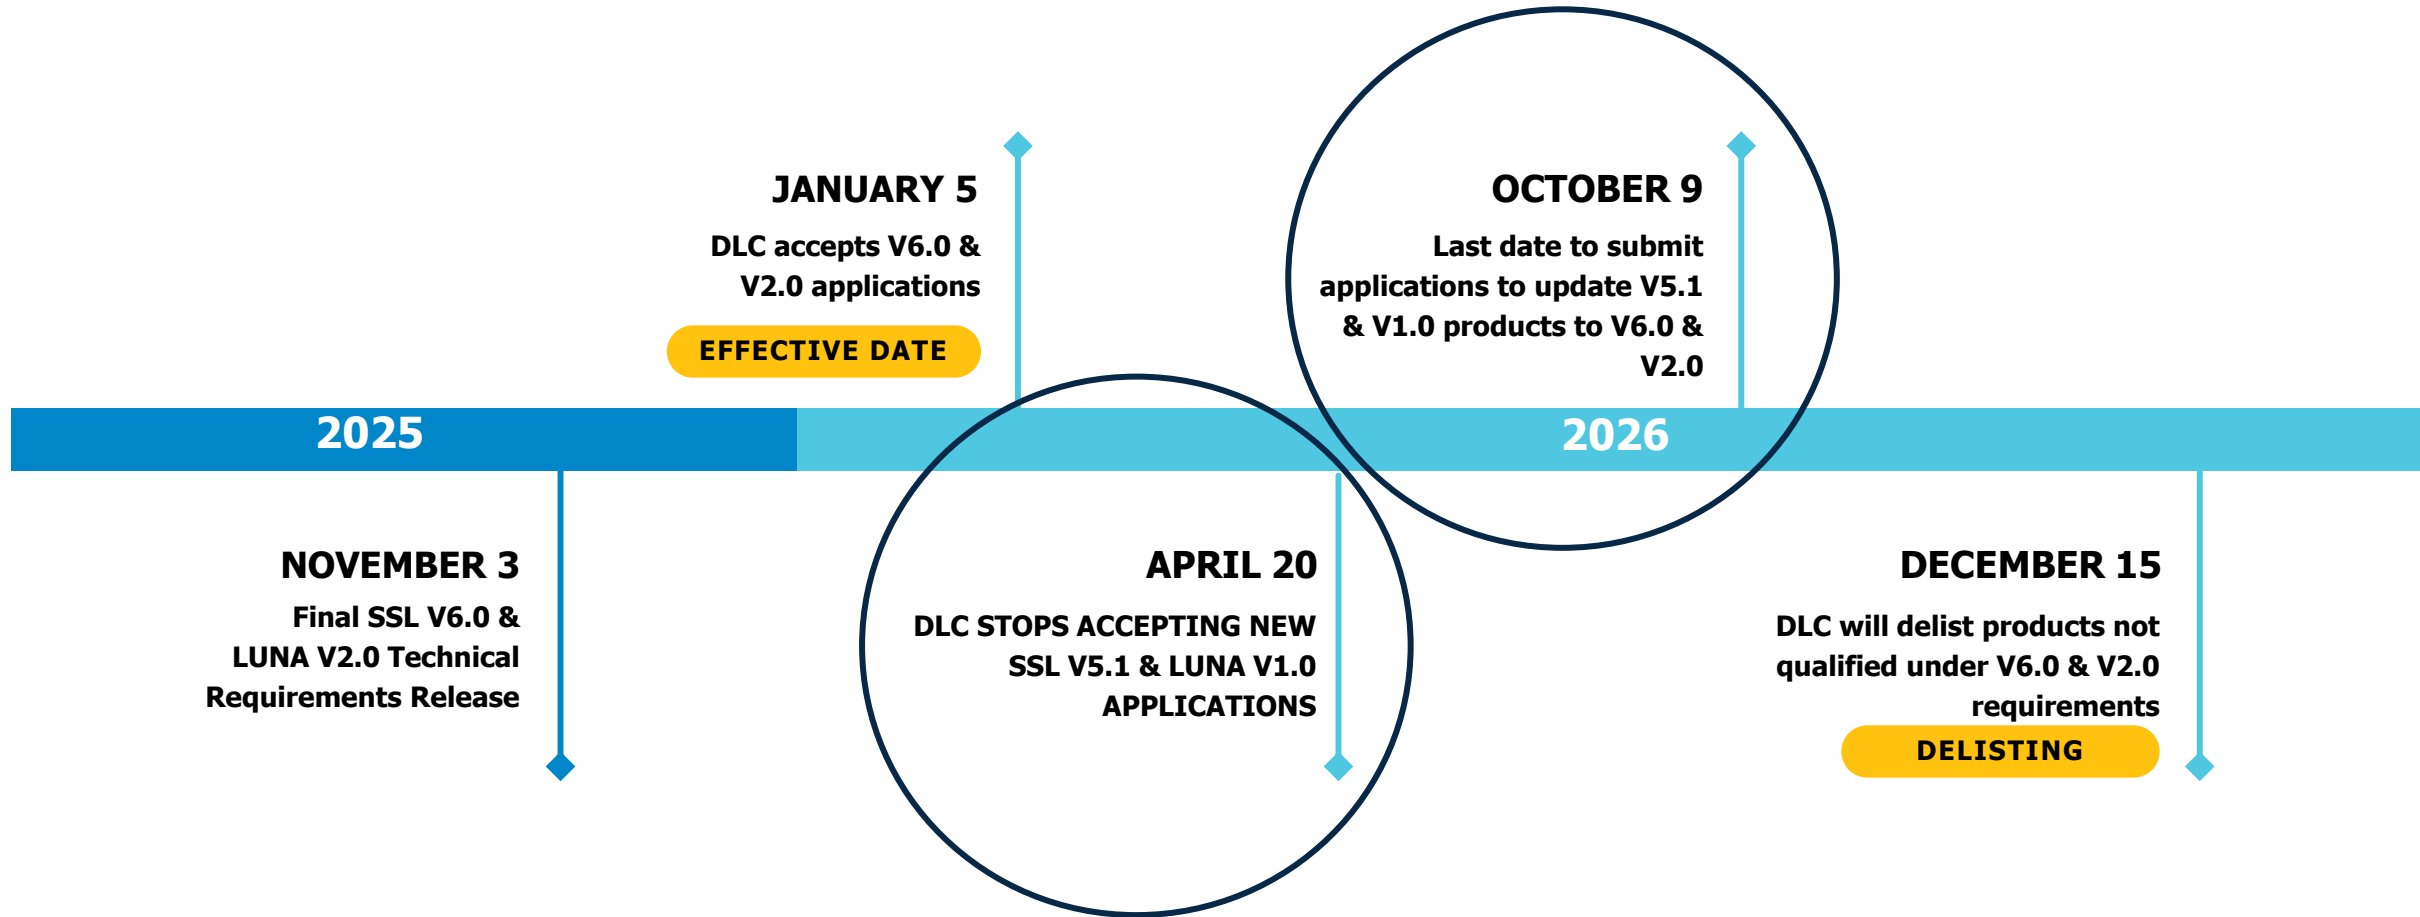 JANUARY 5
DLC accepts V6.0 &
V2.0 applications
EFFECTIVE DATE
OCTOBER 9
Last date to submit
applications to update V5.1
& V1.0 products to V6.0 &
V2.0
2025
2026
NOVEMBER 3
Final SSL V6.0 &
LUNA V2.0 Technical
Requirements Release
APRIL 20
DLC STOPS ACCEPTING NEW
SSL V5.1 & LUNA V1.0
APPLICATIONS
DECEMBER 15
DLC will delist products not
qualified under V6.0 & V2.0
requirements
DELISTING